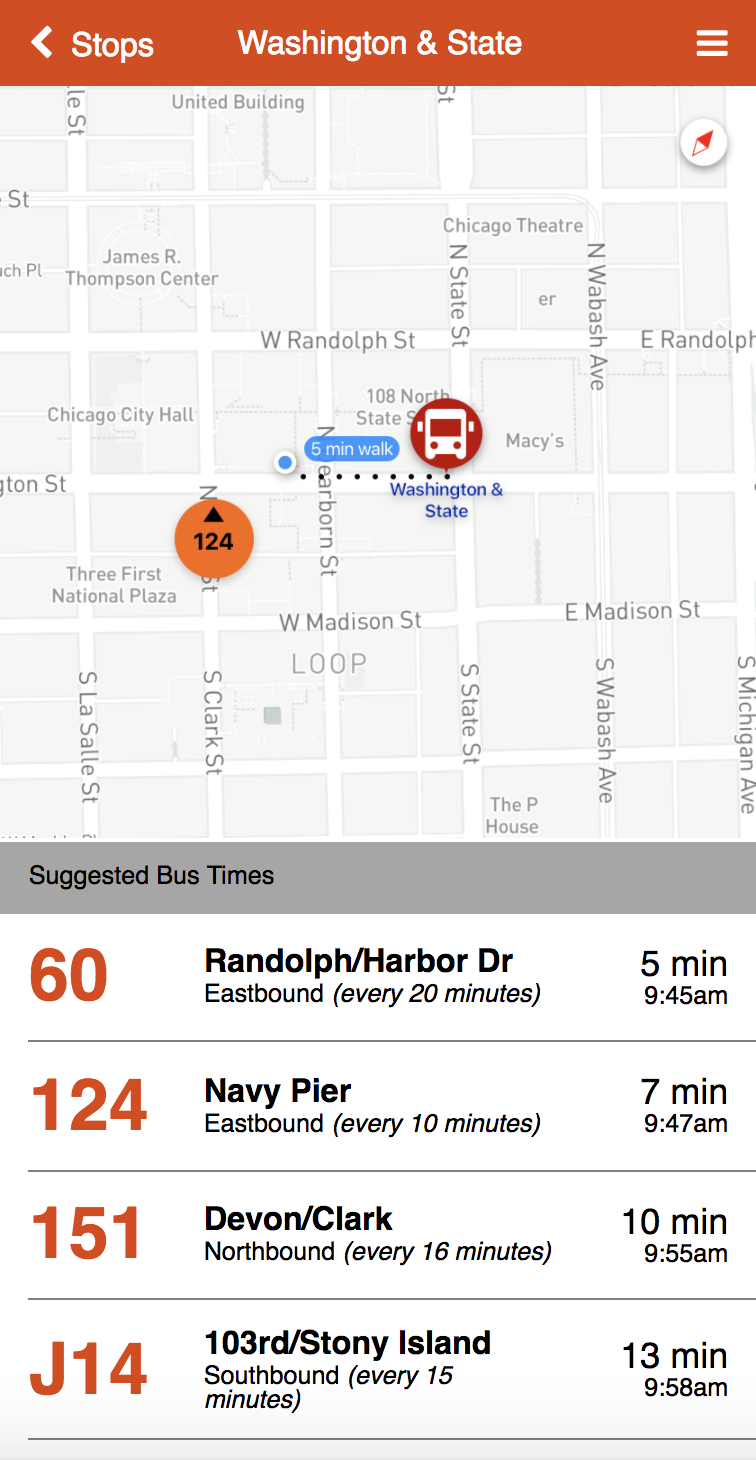 Stops
Washington & State
le St
United Building
St
St
Chicago Theatre
James R.
Thompson Center
ch Pl
N State St
N Wabash Ave
er
W Randolph St
E Randolph
108 North
State S
Chicago City Hall
5 min walk
Macy's
gton St
Washington &
State
N
St
earborn St
124
Three First
National Plaza
W Madison St
E Madison St
LOOP
S La Salle St
S Clark St
S State St
S Wabash Ave
S Michigan Ave
The P
House
Suggested Bus Times
60
Randolph/Harbor Dr
Eastbound (every 20 minutes)
5 min
9:45am
124
Navy Pier
Eastbound (every 10 minutes)
7 min
9:47am
151
Devon/Clark
Northbound (every 16 minutes)
10 min
9:55am
J14
103rd/Stony Island
Southbound (every 15
minutes)
13 min
9:58am